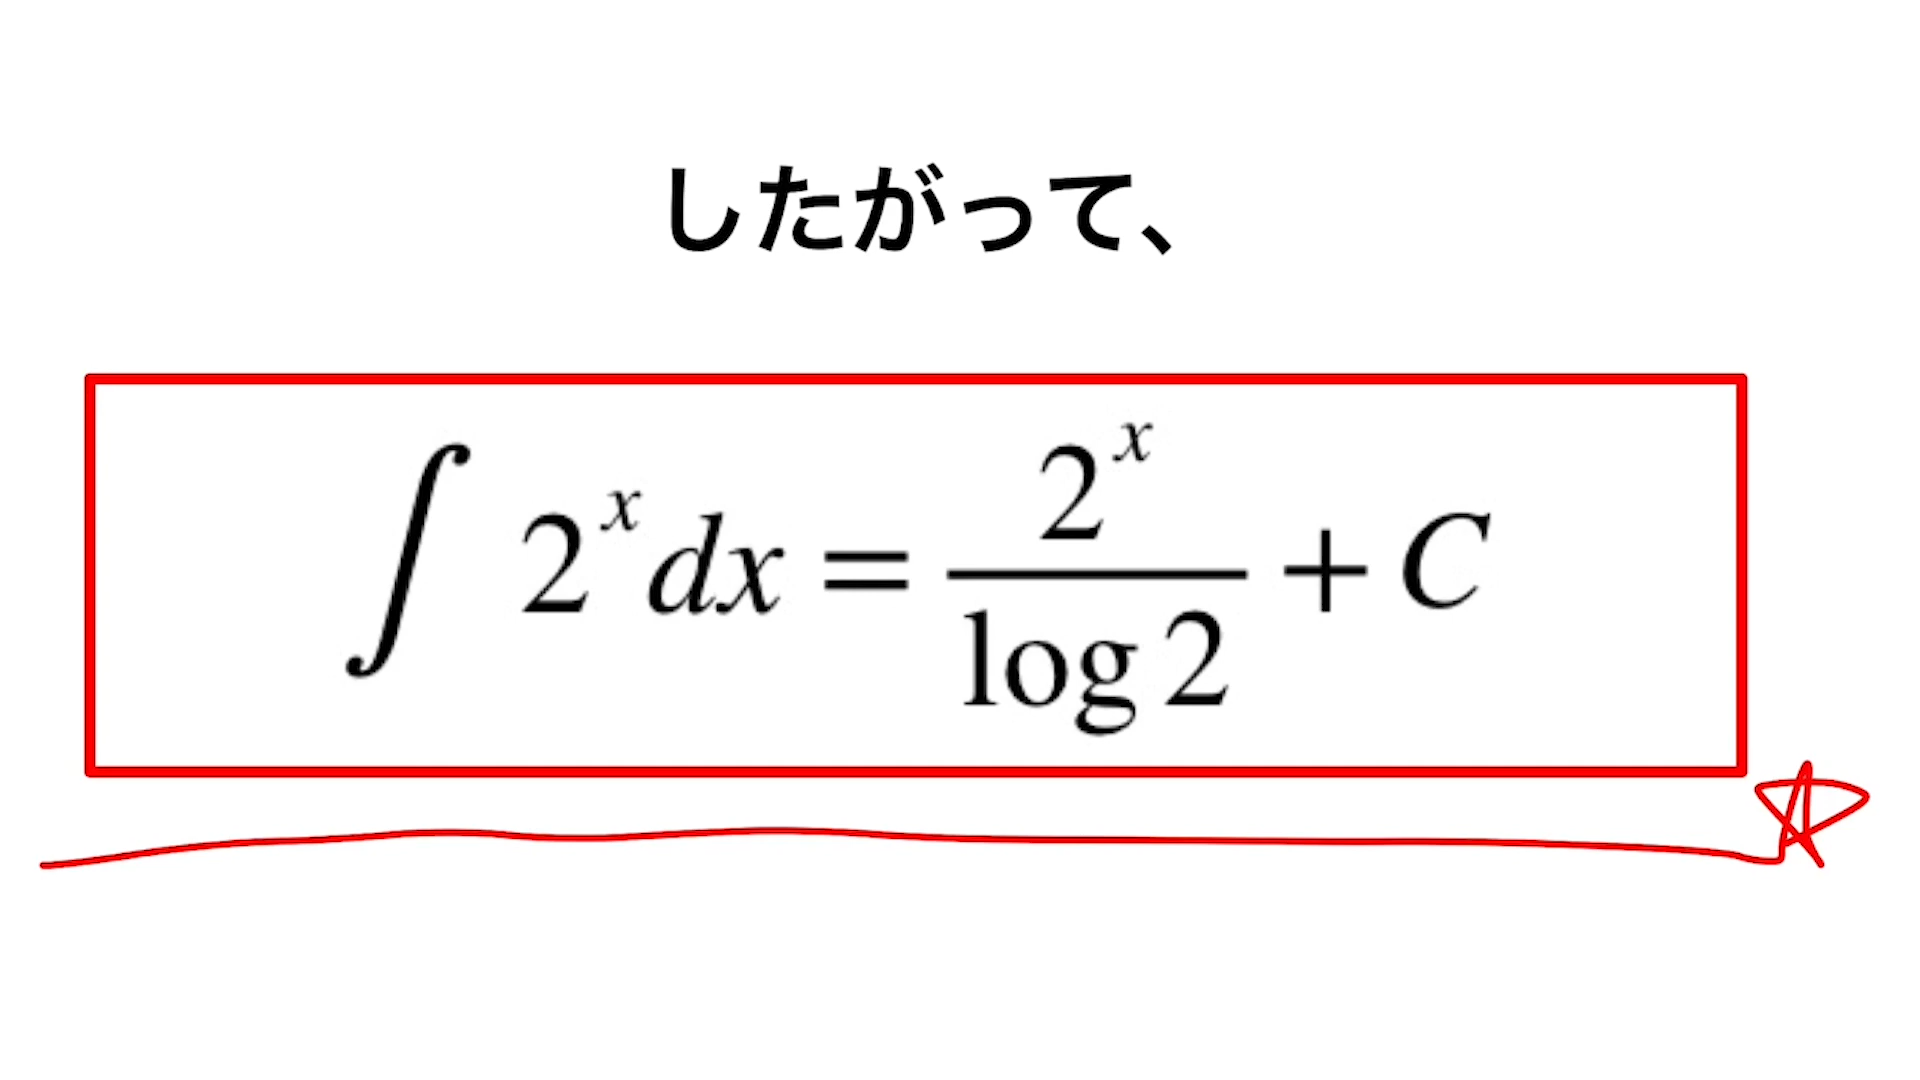 したがって、
∫ 2^x dx = 2^x / log 2 + C